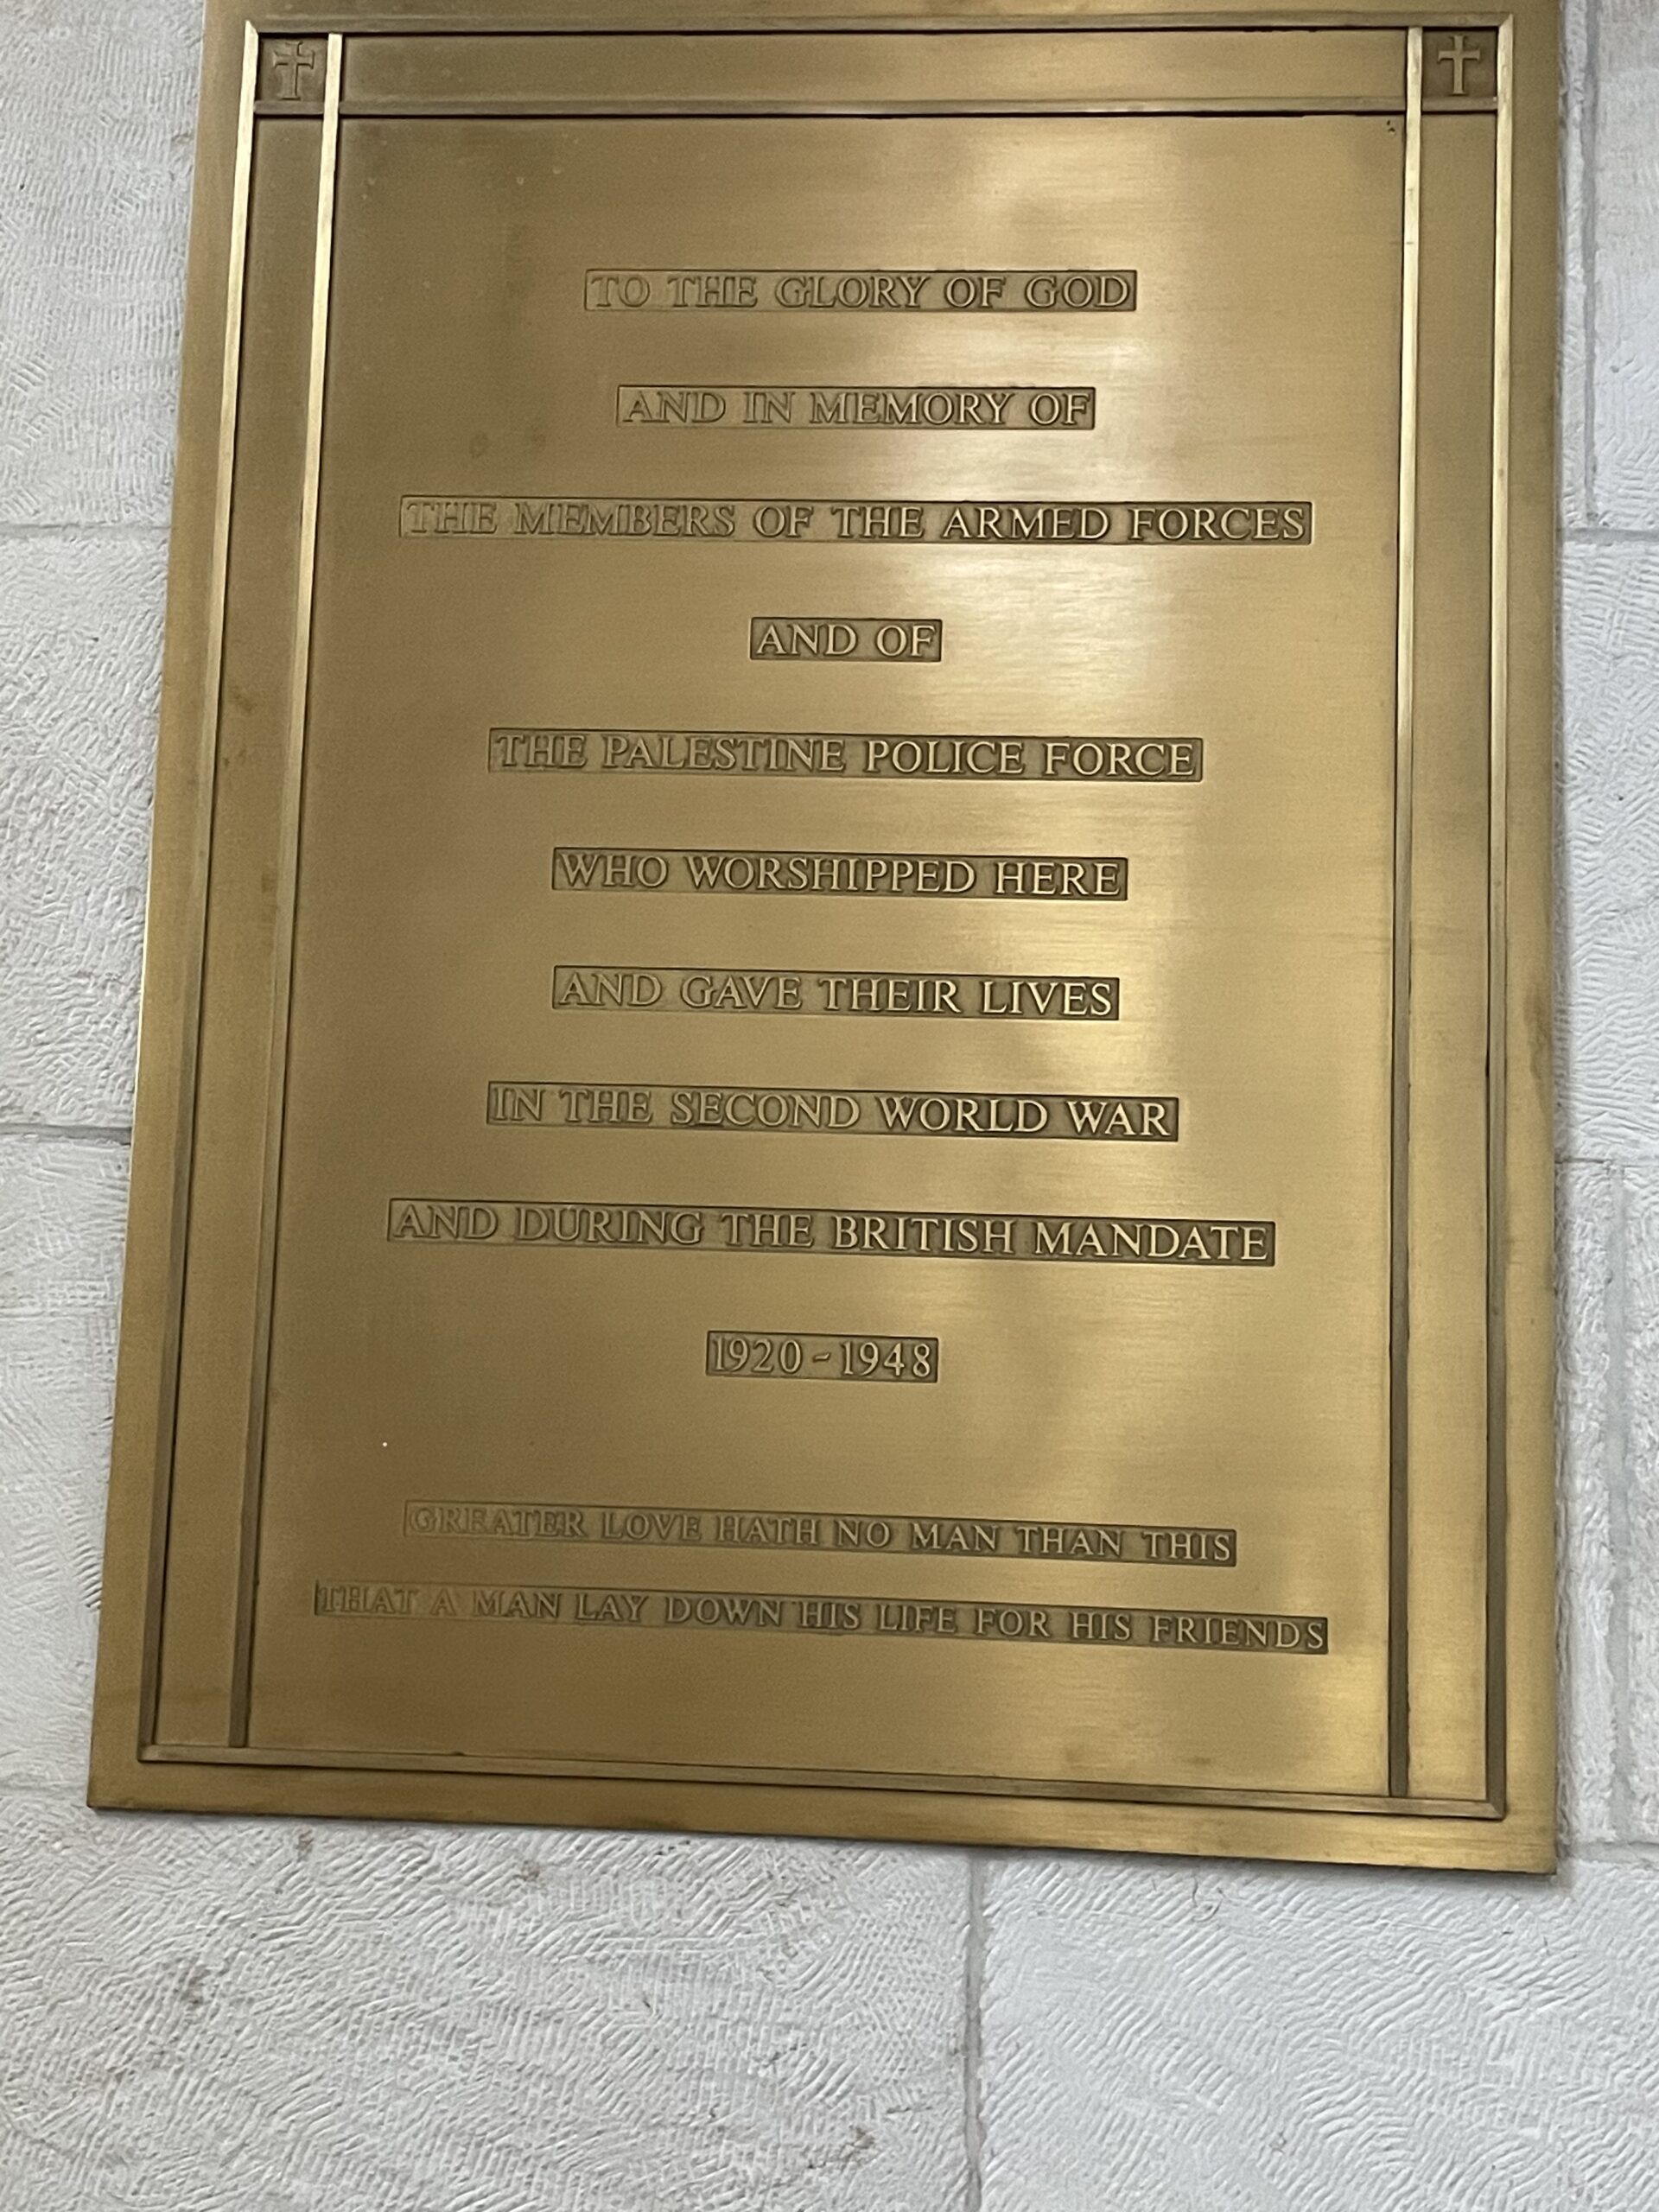 TO THE GLORY OF GOD
AND IN MEMORY OF
THE MEMBERS OF THE ARMED FORCES
AND OF
THE PALESTINE POLICE FORCE
WHO WORSHIPPED HERE
AND GAVE THEIR LIVES
IN THE SECOND WORLD WAR
AND DURING THE BRITISH MANDATE
1920-1948
GREATER LOVE HATH NO MAN THAN THIS
THAT A MAN LAY DOWN HIS LIFE FOR HIS FRIENDS